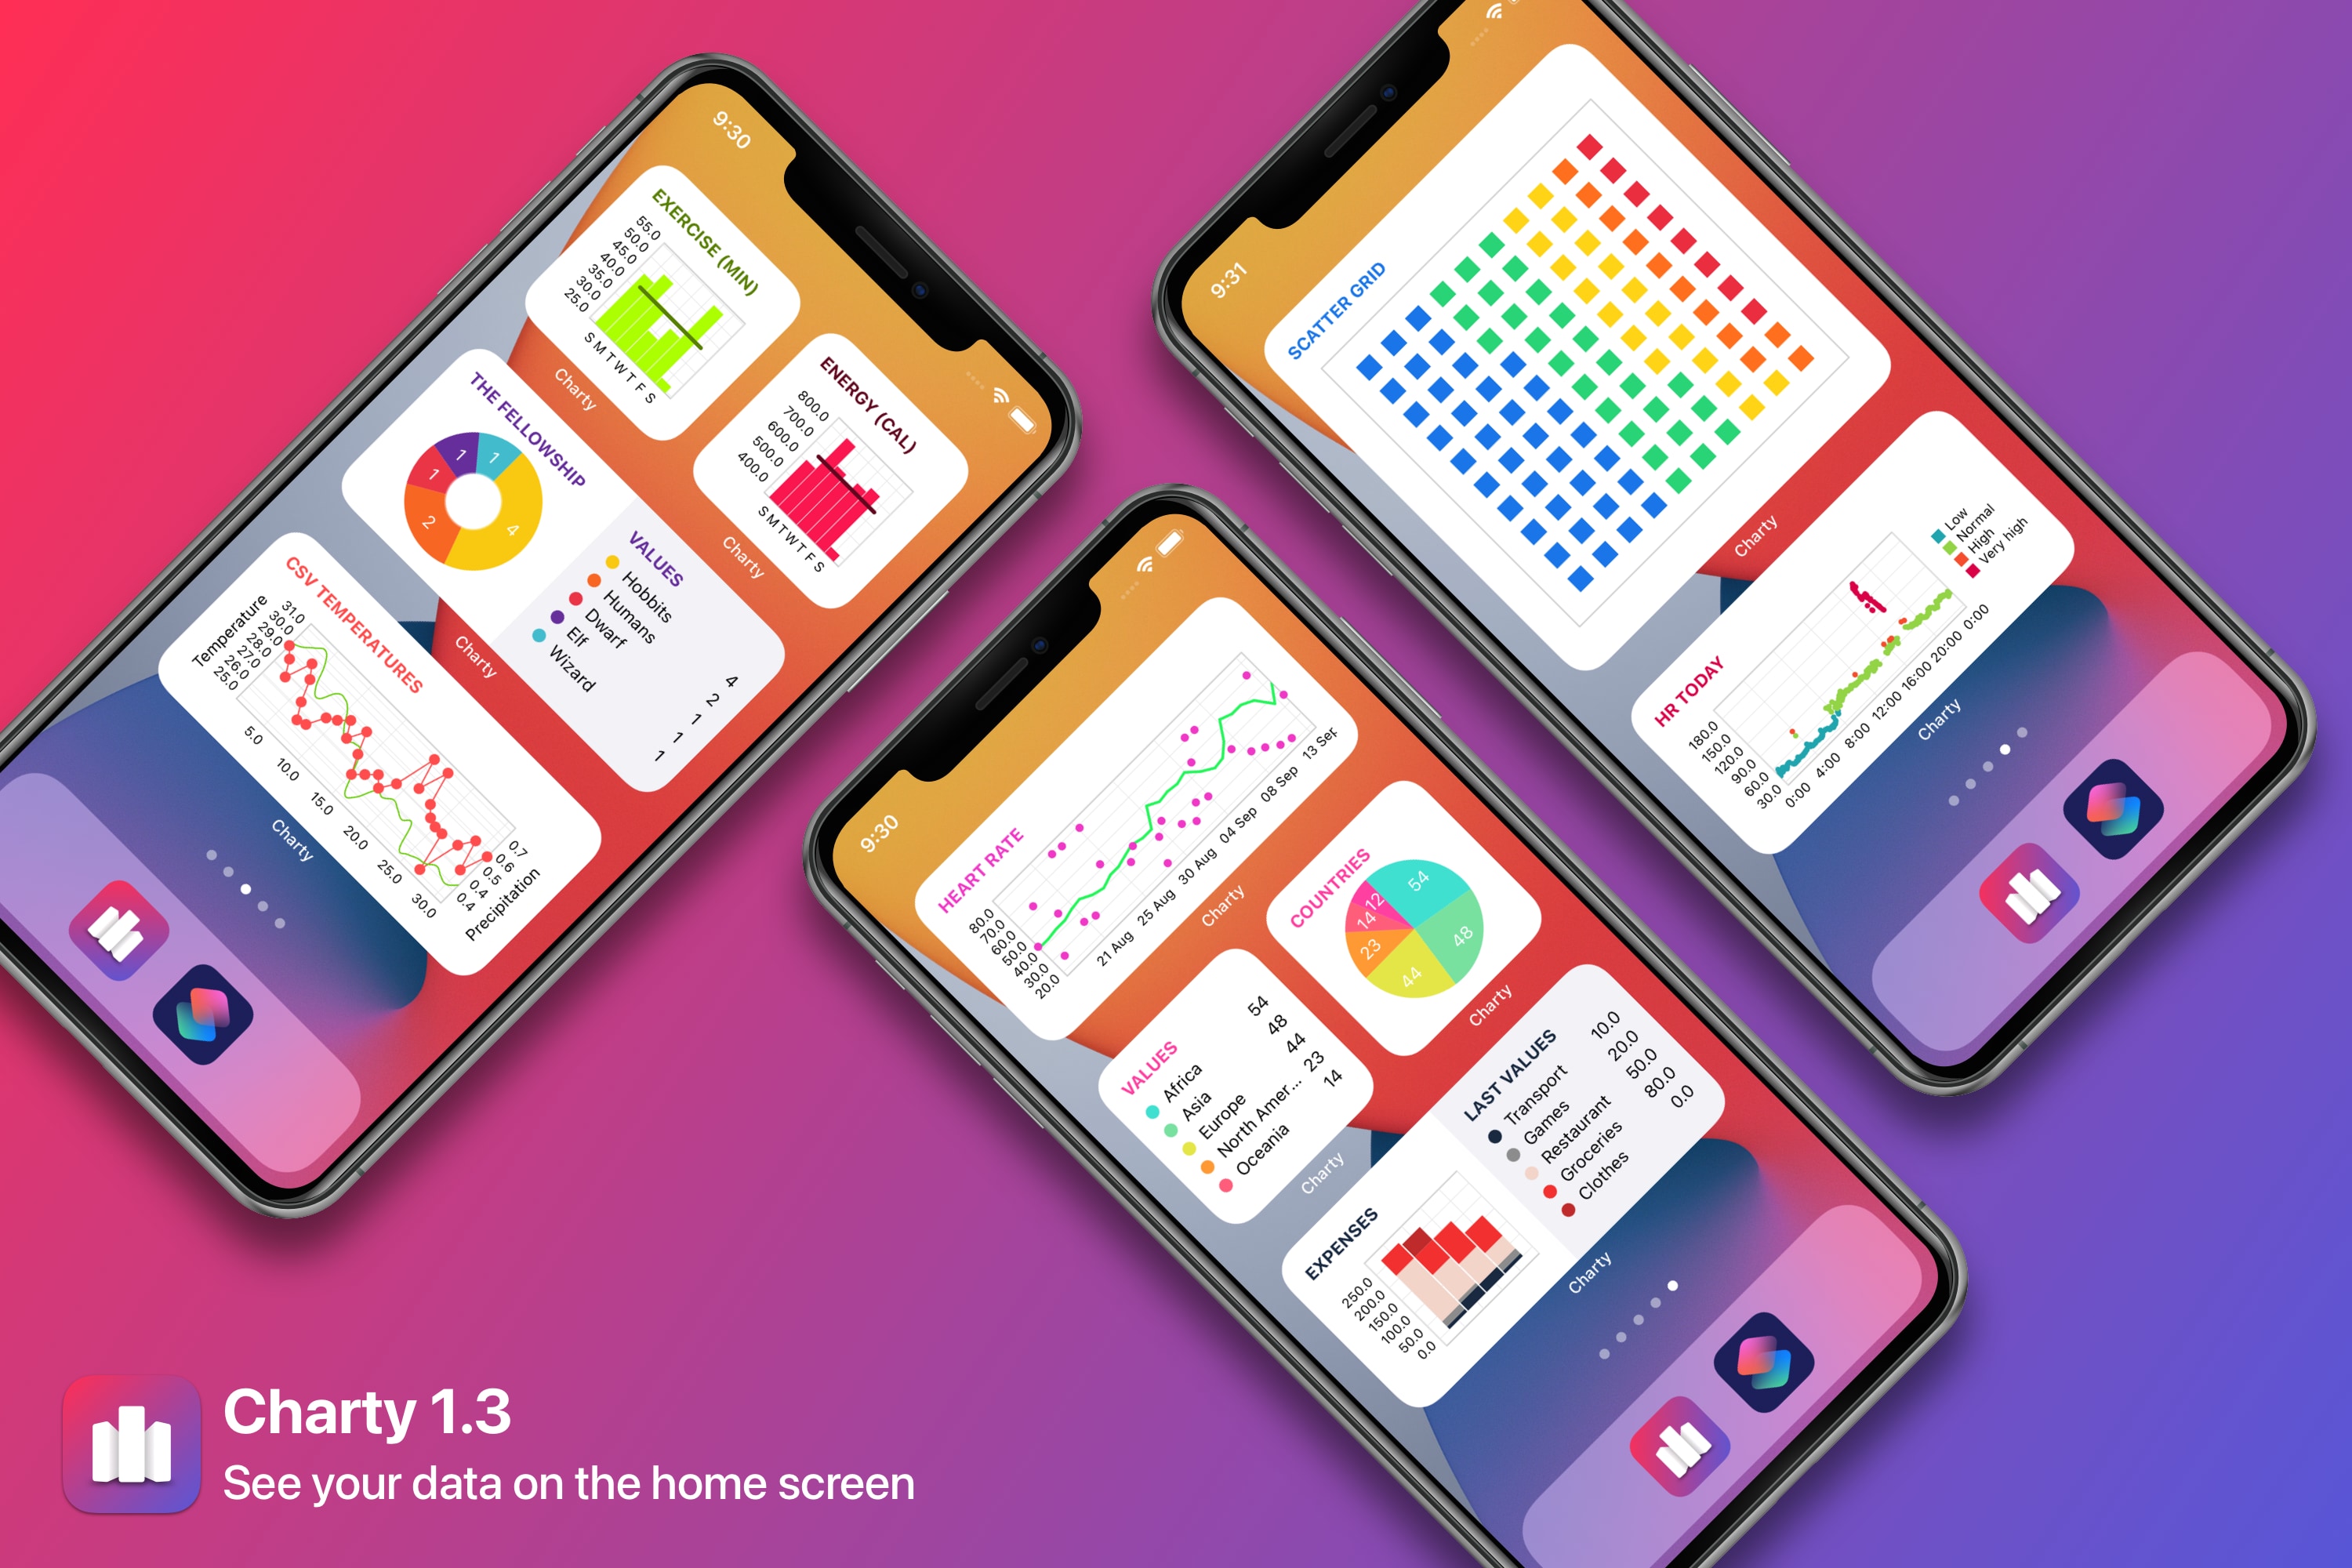 9:30
EXERCISE (MIN)
55.0
50.0
45.0
40.0
35.0
30.0
25.0
S M T W T F S
Charty
ENERGY (CAL)
800.0
700.0
600.0
500.0
400.0
S M T W T F S
Charty
THE FELLOWSHIP
1
1
1
2
4
VALUES
Hobbits 4
Humans 2
Dwarf 1
Elf 1
Wizard 1
Charty
CSV TEMPERATURES
Temperature
31.0
30.0
29.0
28.0
27.0
26.0
25.0
5.0
10.0
15.0
20.0
25.0
30.0
0.7
0.6
0.5
0.4
0.4
Precipitation
Charty
9:30
HEART RATE
80.0
70.0
60.0
50.0
40.0
30.0
20.0
21 Aug 25 Aug 30 Aug 04 Sep 08 Sep 13 Sep
Charty
VALUES
Africa 54
Asia 48
Europe 44
North Amer... 23
Oceania 14
Charty
COUNTRIES
54
48
44
23
14
12
Charty
EXPENSES
250.0
200.0
150.0
100.0
50.0
0.0
LAST VALUES
Transport 10.0
Games 20.0
Restaurant 50.0
Groceries 80.0
Clothes 0.0
Charty
9:31
SCATTER GRID
Charty
HR TODAY
180.0
150.0
120.0
90.0
60.0
30.0
0:00 4:00 8:00 12:00 16:00 20:00 0:00
Low
Normal
High
Very high
Charty
Charty 1.3
See your data on the home screen